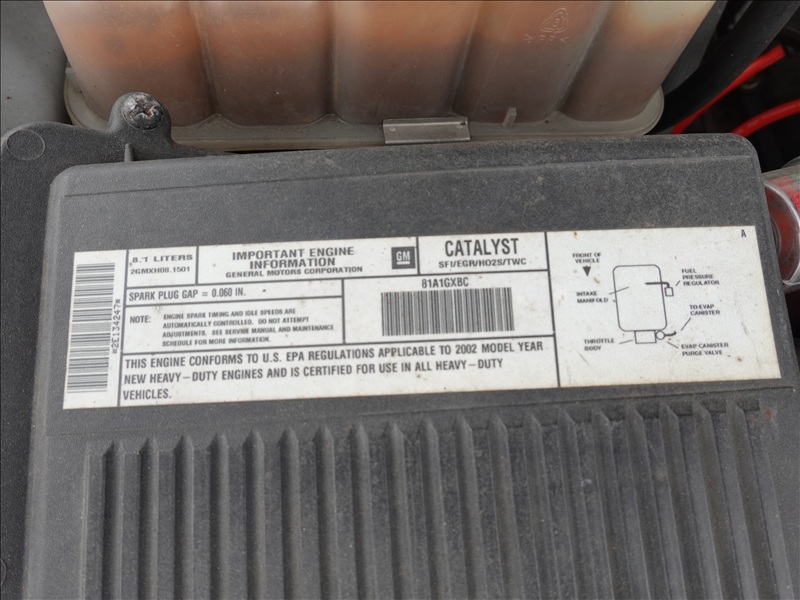 8.1 LITERS
2GMXH08.1501
IMPORTANT ENGINE
INFORMATION
GENERAL MOTORS CORPORATION
GM
CATALYST
SFI/EGR/HO2S/TWC
SPARK PLUG GAP = 0.060 IN.
81A1GXBC
NOTE: ENGINE SPARK TIMING AND IDLE SPEEDS ARE
AUTOMATICALLY CONTROLLED. DO NOT ATTEMPT
ADJUSTMENTS. SEE SERVICE MANUAL AND MAINTENANCE
SCHEDULE FOR MORE INFORMATION.
THIS ENGINE CONFORMS TO U.S. EPA REGULATIONS APPLICABLE TO 2002 MODEL YEAR
NEW HEAVY-DUTY ENGINES AND IS CERTIFIED FOR USE IN ALL HEAVY-DUTY
VEHICLES.
*2E134247*
A
FRONT OF
VEHICLE
FUEL
PRESSURE
REGULATOR
INTAKE
MANIFOLD
TO EVAP
CANISTER
THROTTLE
BODY
EVAP CANISTER
PURGE VALVE